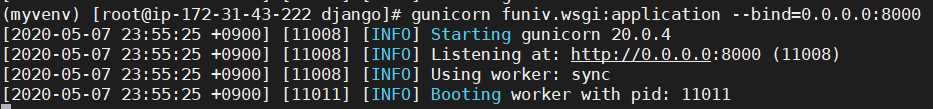 (myvenv) [root@ip-172-31-43-222 django]# gunicorn funiv.wsgi:application --bind=0.0.0.0:8000
[2020-05-07 23:55:25 +0900] [11008] [INFO] Starting gunicorn 20.0.4
[2020-05-07 23:55:25 +0900] [11008] [INFO] Listening at: http://0.0.0.0:8000 (11008)
[2020-05-07 23:55:25 +0900] [11008] [INFO] Using worker: sync
[2020-05-07 23:55:25 +0900] [11011] [INFO] Booting worker with pid: 11011